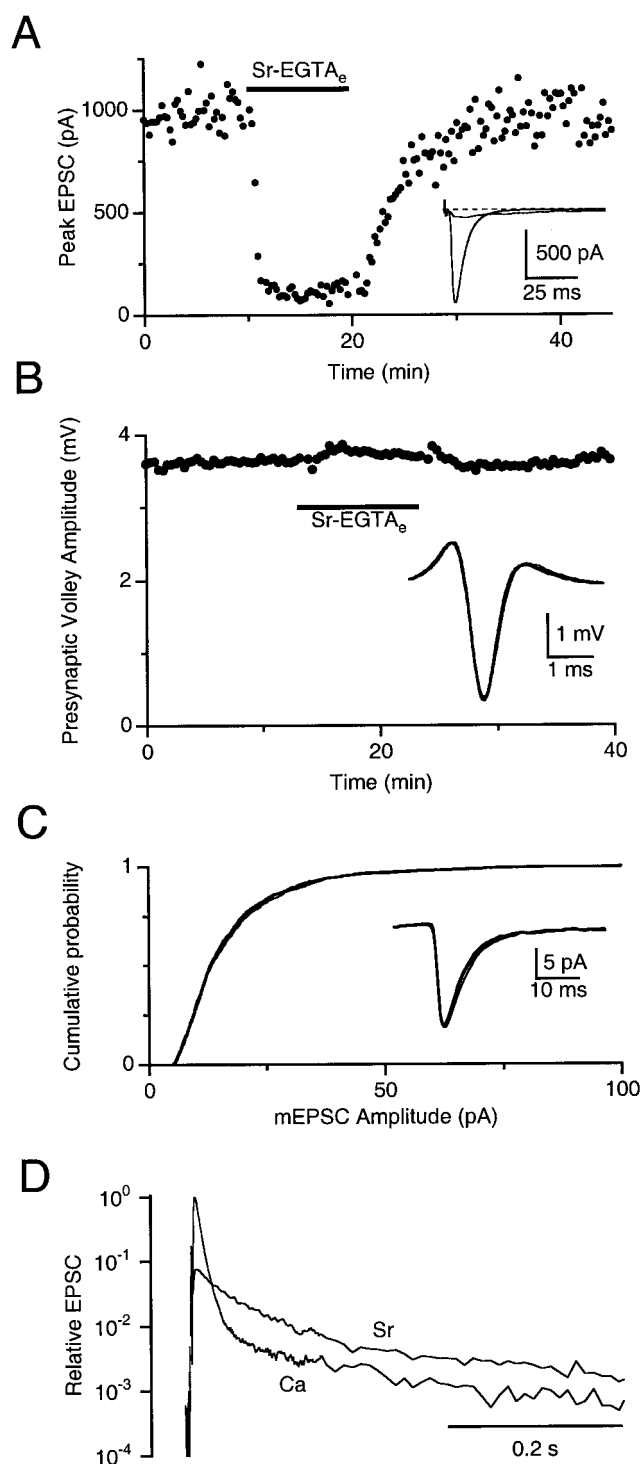 A
Sr-EGTAe
1000
500
0
Peak EPSC (pA)
500 pA
25 ms
0
20
40
Time (min)
B
4
2
0
Presynaptic Volley Amplitude (mV)
Sr-EGTAe
1 mV
1 ms
0
20
40
Time (min)
C
1
0
Cumulative probability
5 pA
10 ms
0
50
100
mEPSC Amplitude (pA)
D
10⁰
10⁻¹
10⁻²
10⁻³
10⁻⁴
Relative EPSC
Sr
Ca
0.2 s